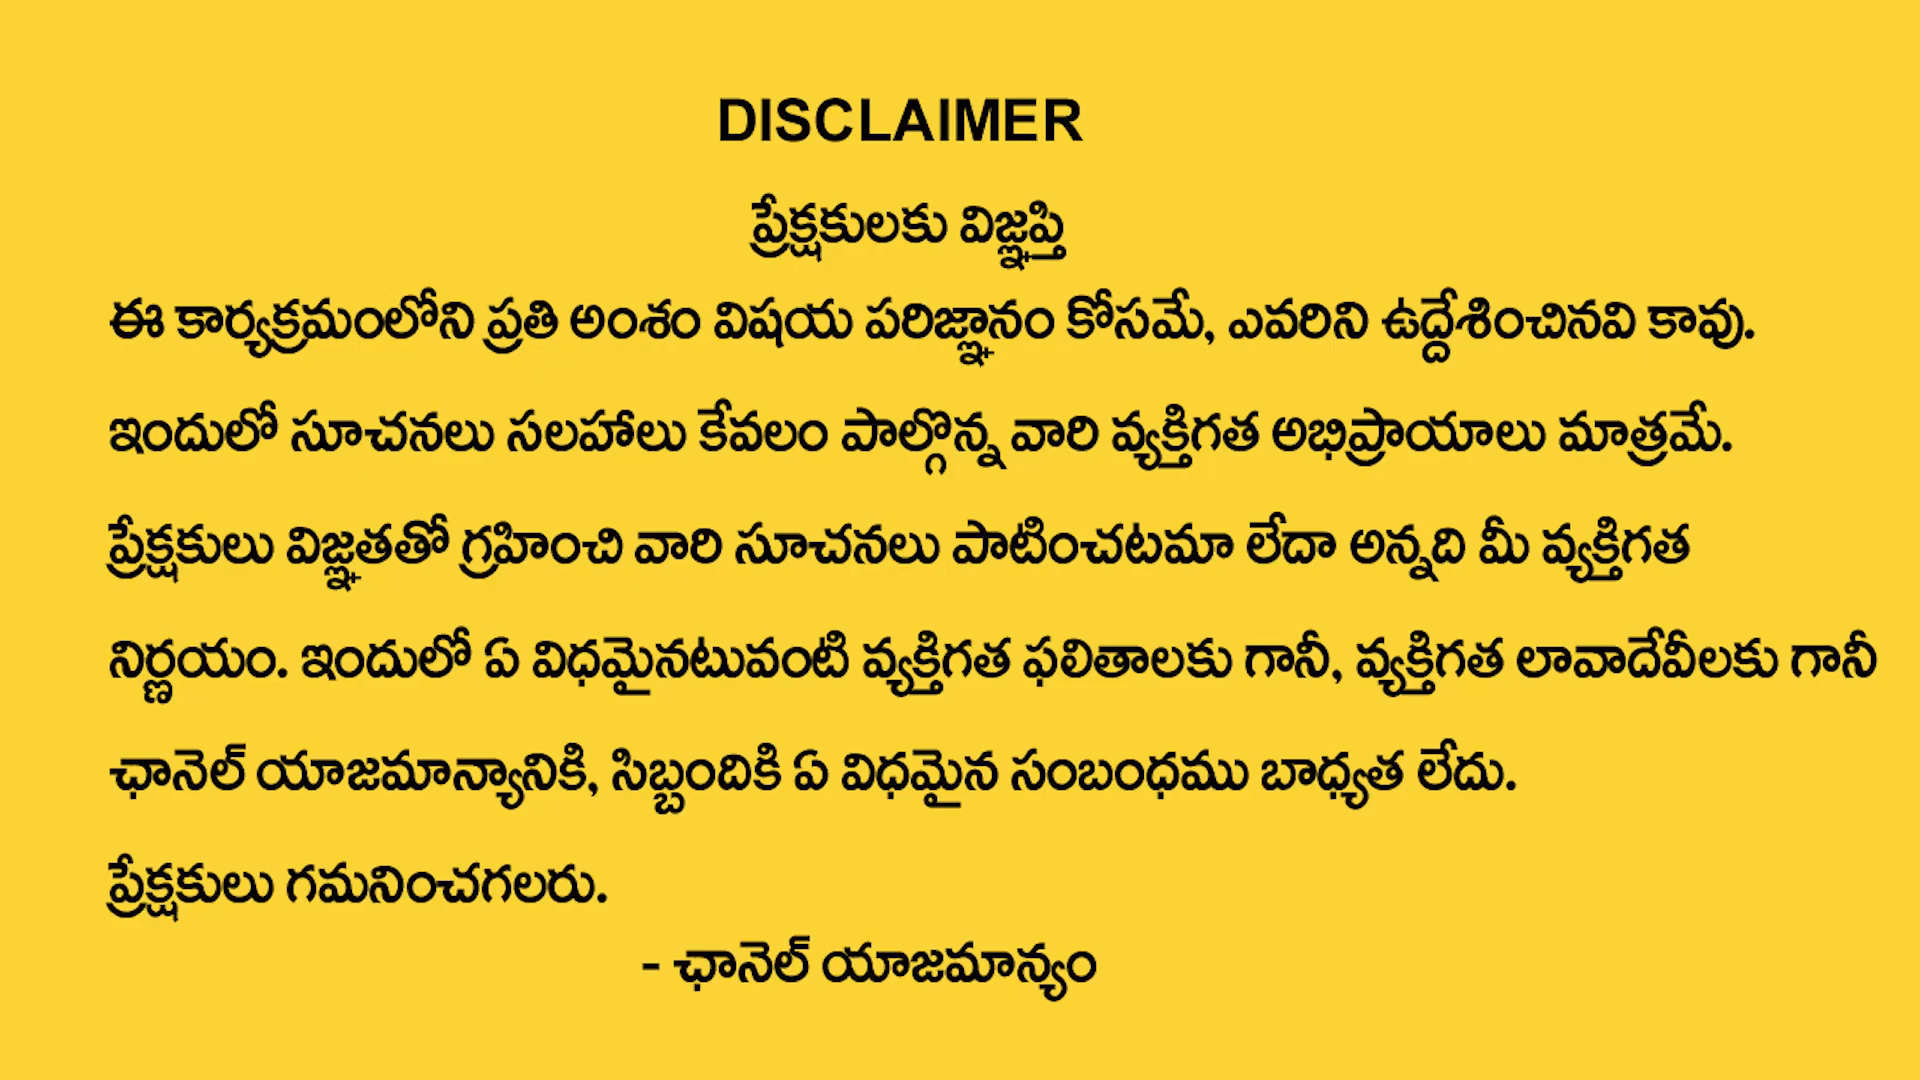 DISCLAIMER
ప్రేక్షకులకు విజ్ఞప్తి
ఈ కార్యక్రమంలోని ప్రతి అంశం విషయ పరిజ్ఞానం కోసమే, ఎవరిని ఉద్దేశించినవి కావు.
ఇందులో సూచనలు సలహాలు కేవలం పాల్గొన్న వారి వ్యక్తిగత అభిప్రాయాలు మాత్రమే.
ప్రేక్షకులు విజ్ఞతతో గ్రహించి వారి సూచనలు పాటించటమా లేదా అన్నది మీ వ్యక్తిగత
నిర్ణయం. ఇందులో ఏ విధమైనటువంటి వ్యక్తిగత ఫలితాలకు గానీ, వ్యక్తిగత లావాదేవీలకు గానీ
ఛానెల్ యాజమాన్యానికి, సిబ్బందికి ఏ విధమైన సంబంధము బాధ్యత లేదు.
ప్రేక్షకులు గమనించగలరు.
- ఛానెల్ యాజమాన్యం